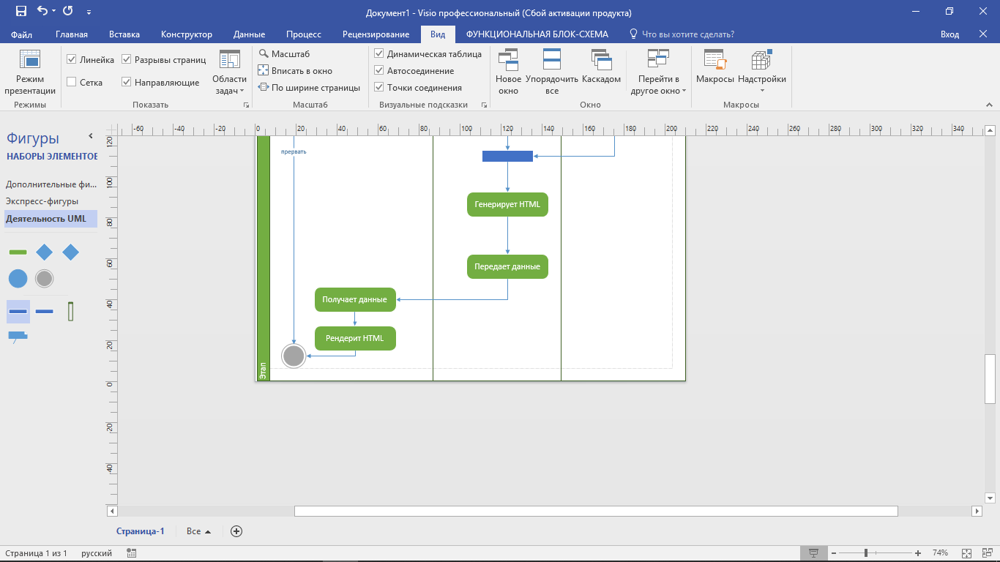 Документ1 - Visio профессиональный (Сбой активации продукта)
Файл Главная Вставка Конструктор Данные Процесс Рецензирование Вид ФУНКЦИОНАЛЬНАЯ БЛОК-СХЕМА Что вы хотите сделать? Вход
Режим презентации
Режимы
Линейка Разрывы страниц
Сетка Направляющие
Области задач
Показать
Масштаб
Вписать в окно
По ширине страницы
Масштаб
Динамическая таблица
Автосоединение
Точки соединения
Визуальные подсказки
Новое окно
Упорядочить все
Каскадом
Перейти в другое окно
Окно
Макросы
Надстройки
Макросы
Фигуры
НАБОРЫ ЭЛЕМЕНТОВ
Дополнительные фи...
Экспресс-фигуры
Деятельность UML
-60 -40 -20 0 20 40 60 80 100 120 140 160 180 200 220 240 260 280 300 320 340
120
100
80
60
40
20
0
-20
-40
прервать
Генерирует HTML
Передает данные
Получает данные
Рендерит HTML
Этап
Страница-1 Все
Страница 1 из 1 русский 74%